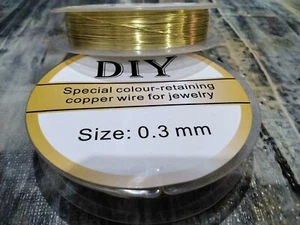 DIY
Special colour-retaining
copper wire for jewelry
Size: 0.3 mm